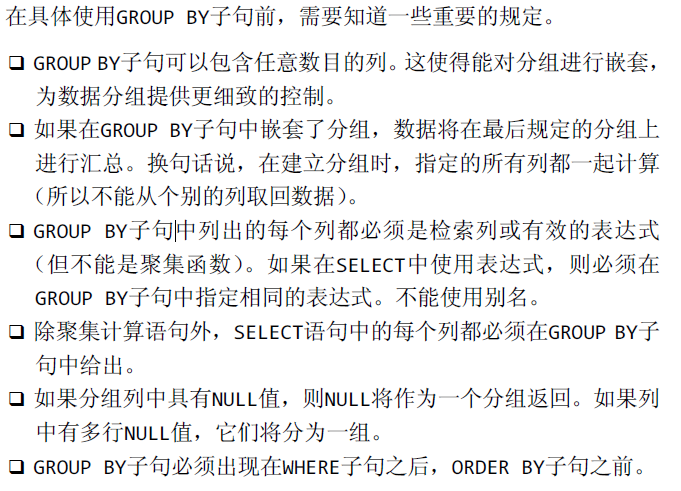 在具体使用GROUP BY子句前，需要知道一些重要的规定。
❑ GROUP BY子句可以包含任意数目的列。这使得能对分组进行嵌套，
为数据分组提供更细致的控制。
❑ 如果在GROUP BY子句中嵌套了分组，数据将在最后规定的分组上
进行汇总。换句话说，在建立分组时，指定的所有列都一起计算
（所以不能从个别的列取回数据）。
❑ GROUP BY子句中列出的每个列都必须是检索列或有效的表达式
（但不能是聚集函数）。如果在SELECT中使用表达式，则必须在
GROUP BY子句中指定相同的表达式。不能使用别名。
❑ 除聚集计算语句外，SELECT语句中的每个列都必须在GROUP BY子
句中给出。
❑ 如果分组列中具有NULL值，则NULL将作为一个分组返回。如果列
中有多行NULL值，它们将分为一组。
❑ GROUP BY子句必须出现在WHERE子句之后，ORDER BY子句之前。